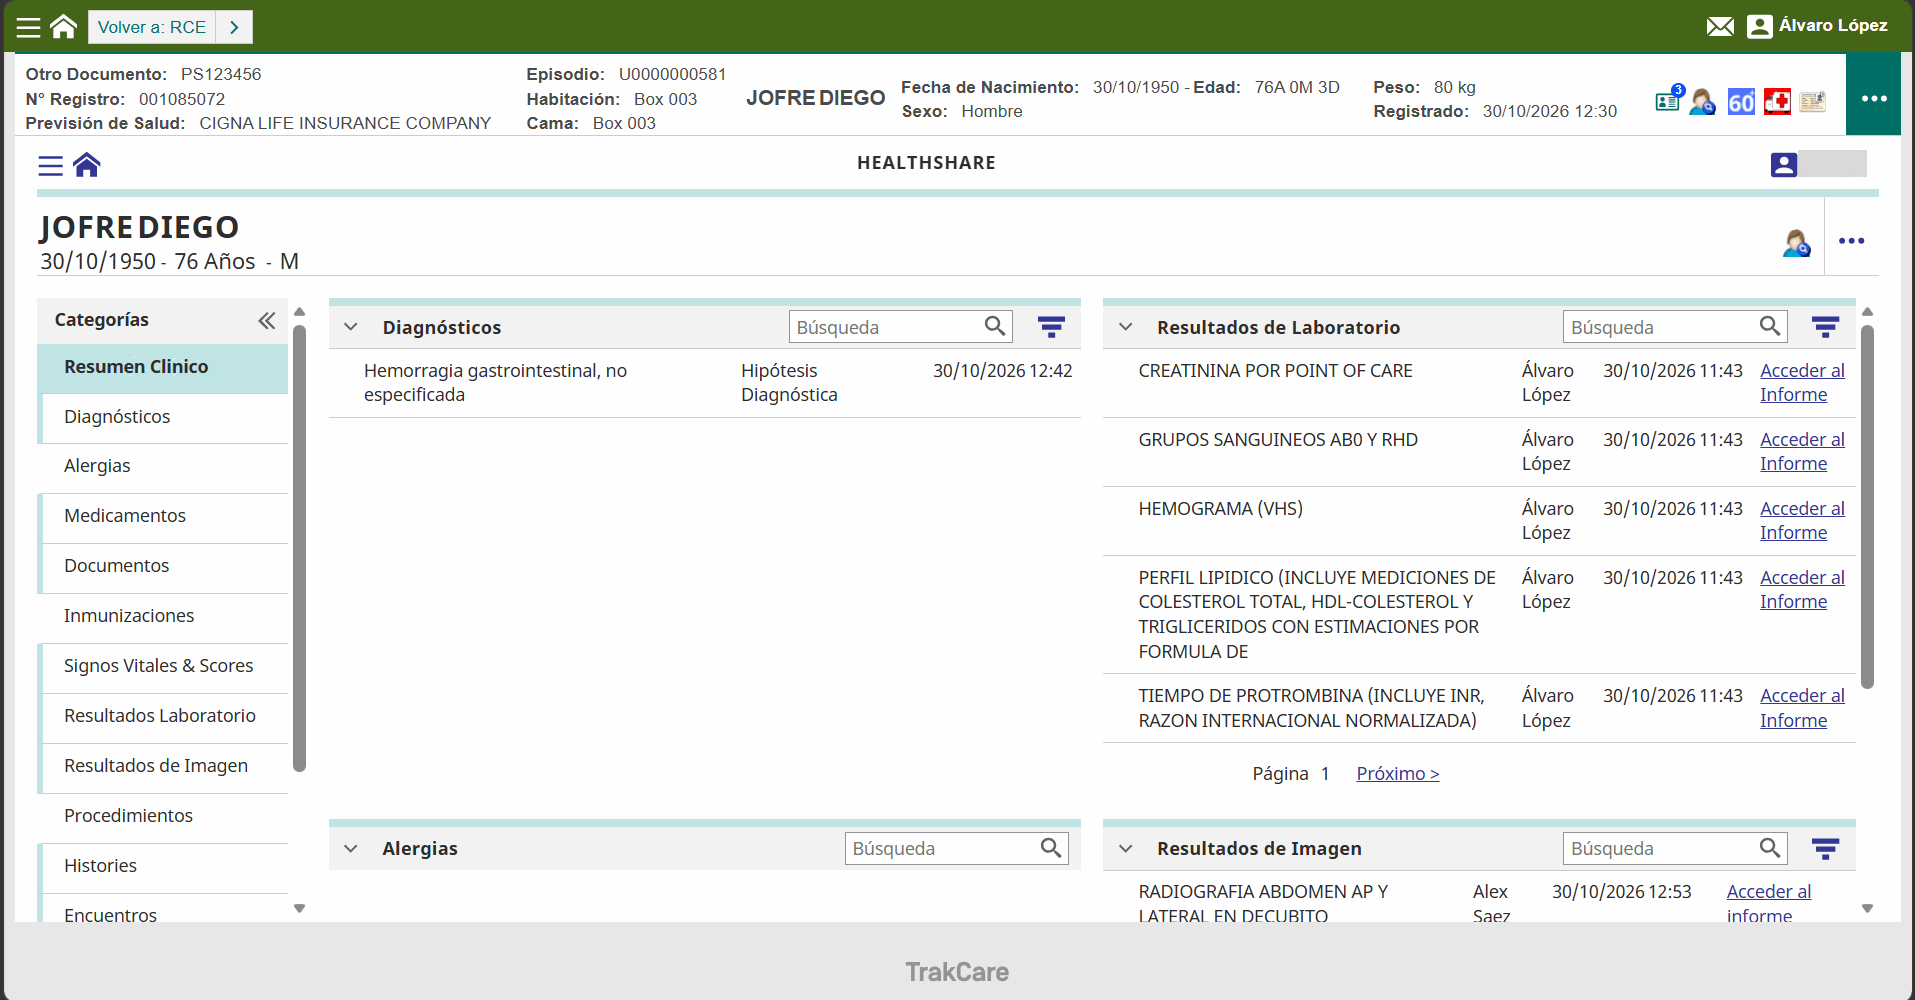 Volver a: RCE
Álvaro López
Otro Documento: PS123456
N° Registro: 001085072
Previsión de Salud: CIGNA LIFE INSURANCE COMPANY
Episodio: U0000000581
Habitación: Box 003
Cama: Box 003
JOFRE DIEGO
Fecha de Nacimiento: 30/10/1950 - Edad: 76A 0M 3D
Sexo: Hombre
Peso: 80 kg
Registrado: 30/10/2026 12:30
3
60
HEALTHSHARE
JOFRE DIEGO
30/10/1950 - 76 Años - M
Categorías
Resumen Clinico
Diagnósticos
Alergias
Medicamentos
Documentos
Inmunizaciones
Signos Vitales & Scores
Resultados Laboratorio
Resultados de Imagen
Procedimientos
Histories
Encuentros
Diagnósticos
Búsqueda
Hemorragia gastrointestinal, no
especificada
Hipótesis
Diagnóstica
30/10/2026 12:42
Alergias
Búsqueda
Resultados de Laboratorio
Búsqueda
CREATININA POR POINT OF CARE
Álvaro
López
30/10/2026 11:43
Acceder al
Informe
GRUPOS SANGUINEOS AB0 Y RHD
Álvaro
López
30/10/2026 11:43
Acceder al
Informe
HEMOGRAMA (VHS)
Álvaro
López
30/10/2026 11:43
Acceder al
Informe
PERFIL LIPIDICO (INCLUYE MEDICIONES DE
COLESTEROL TOTAL, HDL-COLESTEROL Y
TRIGLICERIDOS CON ESTIMACIONES POR
FORMULA DE
Álvaro
López
30/10/2026 11:43
Acceder al
Informe
TIEMPO DE PROTROMBINA (INCLUYE INR,
RAZON INTERNACIONAL NORMALIZADA)
Álvaro
López
30/10/2026 11:43
Acceder al
Informe
Página 1 Próximo >
Resultados de Imagen
Búsqueda
RADIOGRAFIA ABDOMEN AP Y
LATERAL EN DECUBITO
Alex
Saez
30/10/2026 12:53
Acceder al
informe
TrakCare